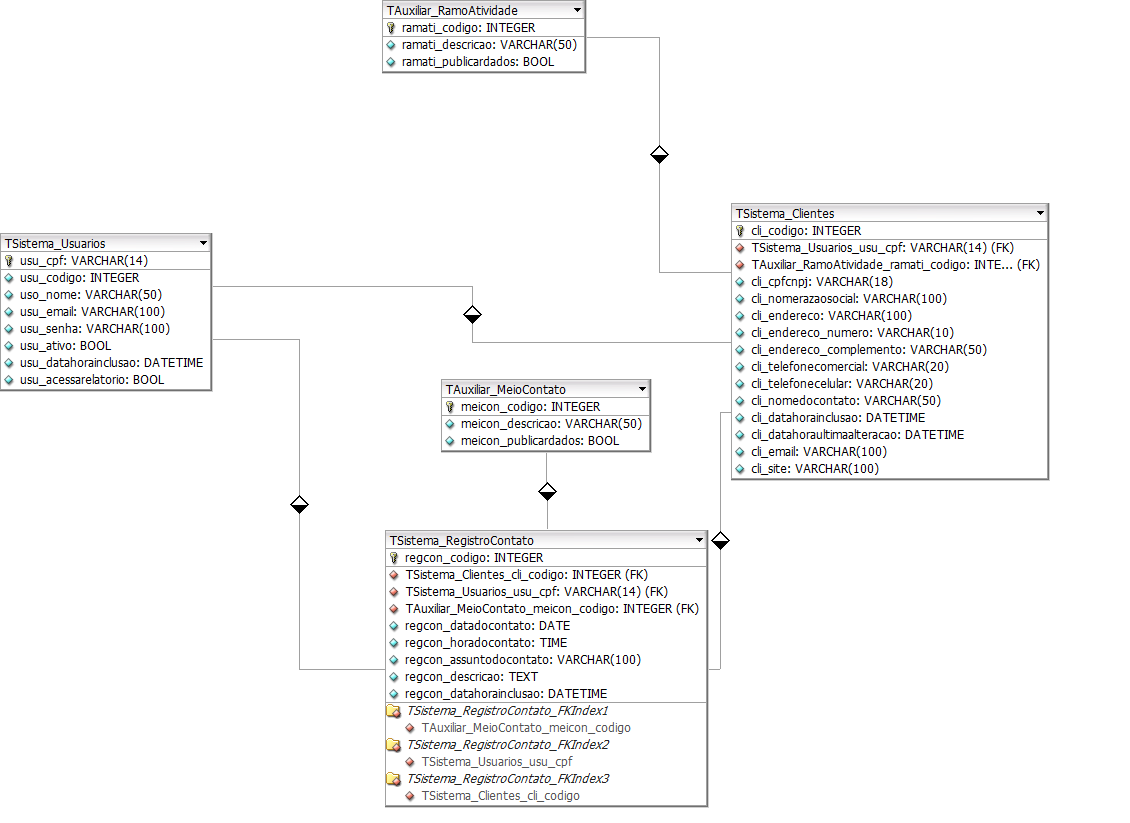 TAuxiliar_RamoAtividade
ramati_codigo: INTEGER
ramati_descricao: VARCHAR(50)
ramati_publicardados: BOOL
TSistema_Clientes
cli_codigo: INTEGER
TSistema_Usuarios_usu_cpf: VARCHAR(14) (FK)
TAuxiliar_RamoAtividade_ramati_codigo: INTE... (FK)
cli_cpfcnpj: VARCHAR(18)
cli_nomerazaosocial: VARCHAR(100)
cli_endereco: VARCHAR(100)
cli_endereco_numero: VARCHAR(10)
cli_endereco_complemento: VARCHAR(50)
cli_telefonecomercial: VARCHAR(20)
cli_telefonecelular: VARCHAR(20)
cli_nomedocontato: VARCHAR(50)
cli_datahorainclusao: DATETIME
cli_datahoraultimaalteracao: DATETIME
cli_email: VARCHAR(100)
cli_site: VARCHAR(100)
TSistema_Usuarios
usu_cpf: VARCHAR(14)
usu_codigo: INTEGER
uso_nome: VARCHAR(50)
usu_email: VARCHAR(100)
usu_senha: VARCHAR(100)
usu_ativo: BOOL
usu_datahorainclusao: DATETIME
usu_acessarelatorio: BOOL
TAuxiliar_MeioContato
meicon_codigo: INTEGER
meicon_descricao: VARCHAR(50)
meicon_publicardados: BOOL
TSistema_RegistroContato
regcon_codigo: INTEGER
TSistema_Clientes_cli_codigo: INTEGER (FK)
TSistema_Usuarios_usu_cpf: VARCHAR(14) (FK)
TAuxiliar_MeioContato_meicon_codigo: INTEGER (FK)
regcon_datadocontato: DATE
regcon_horadocontato: TIME
regcon_assuntodocontato: VARCHAR(100)
regcon_descricao: TEXT
regcon_datahorainclusao: DATETIME
TSistema_RegistroContato_FKIndex1
TAuxiliar_MeioContato_meicon_codigo
TSistema_RegistroContato_FKIndex2
TSistema_Usuarios_usu_cpf
TSistema_RegistroContato_FKIndex3
TSistema_Clientes_cli_codigo